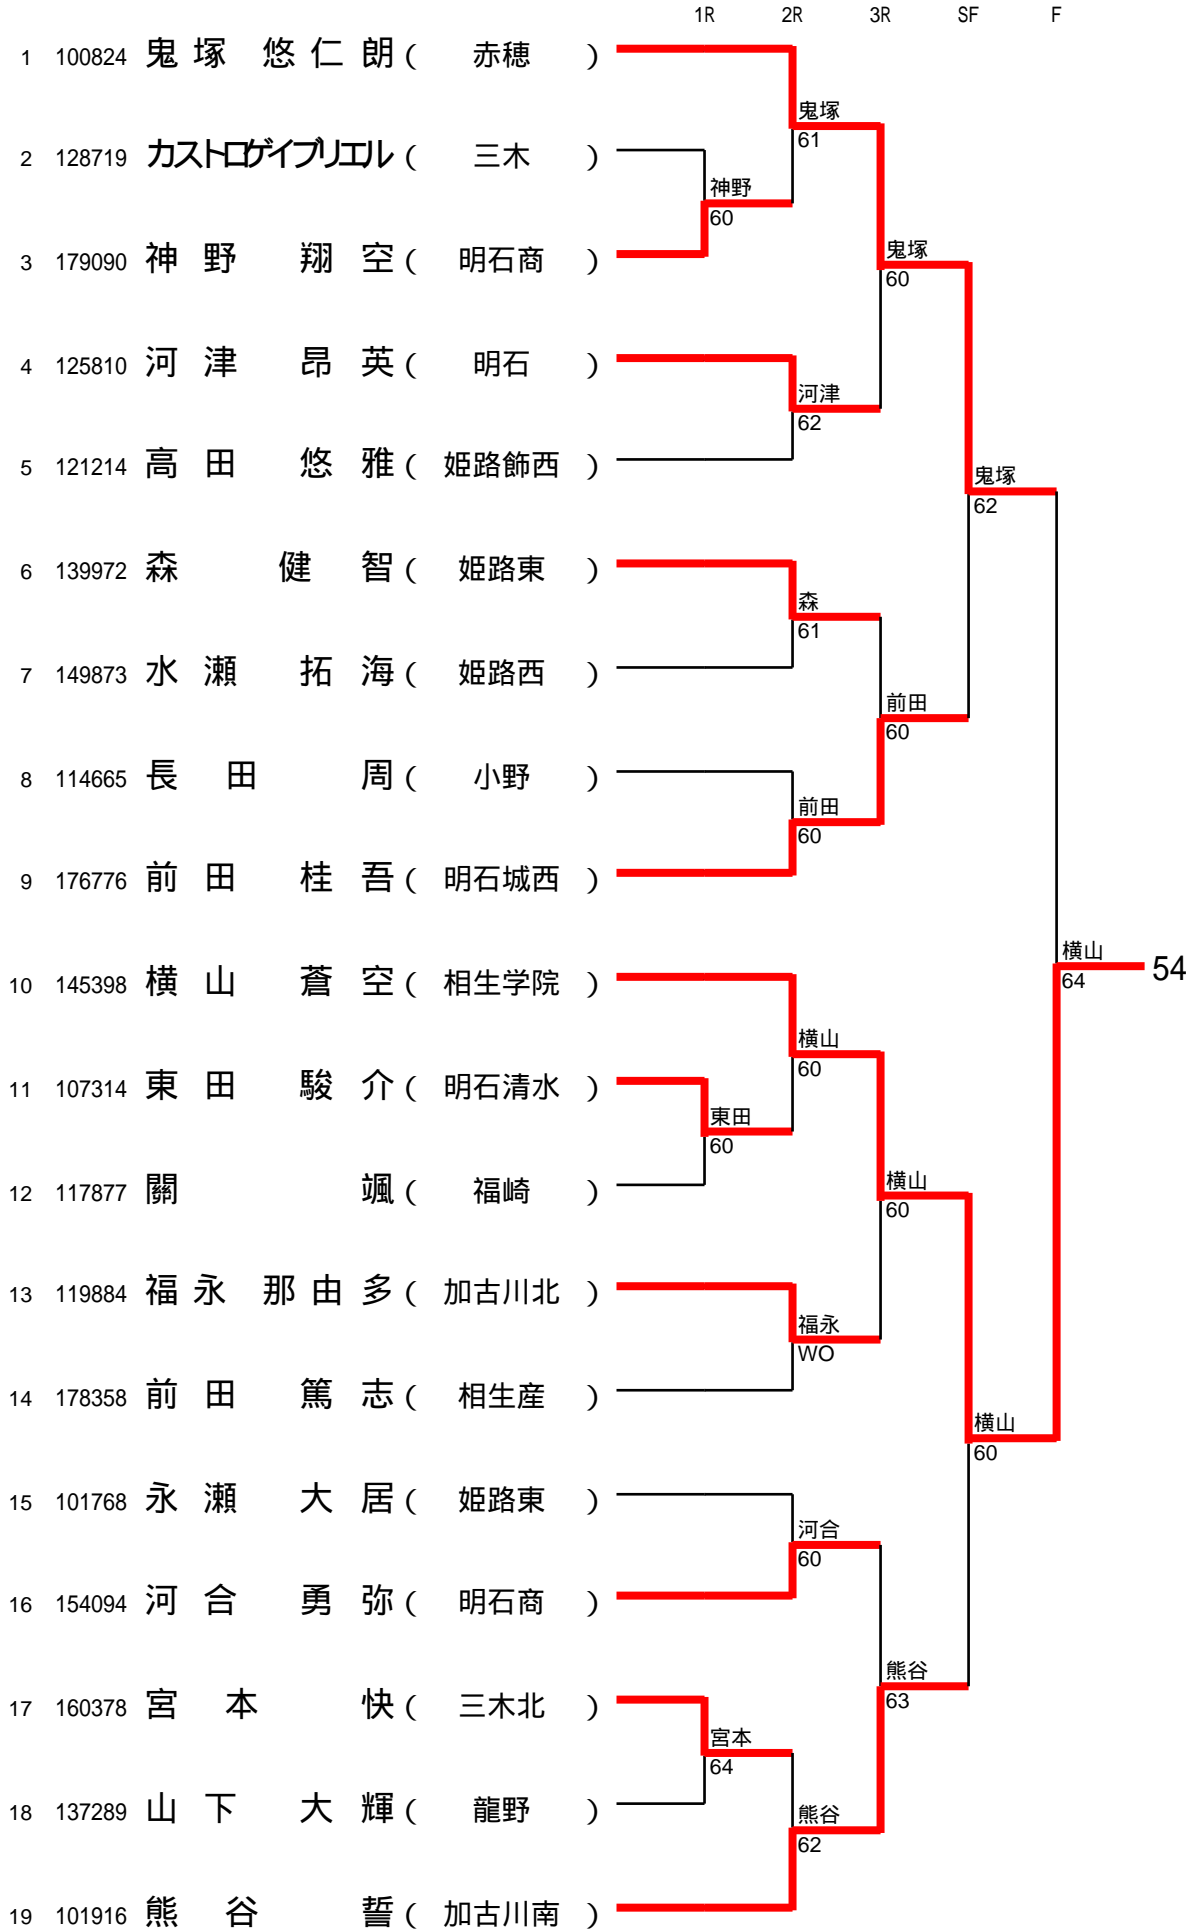 1R 2R 3R SF F
1 100824 鬼塚 悠仁朗 ( 赤穂 )
鬼塚
61
2 128719 カストロゲイブリエル ( 三木 )
神野
60
3 179090 神野 翔空 ( 明石商 )
鬼塚
60
4 125810 河津 昂英 ( 明石 )
河津
62
5 121214 高田 悠雅 ( 姫路飾西 )
鬼塚
62
6 139972 森 健智 ( 姫路東 )
森
61
7 149873 水瀬 拓海 ( 姫路西 )
前田
60
8 114665 長田 周 ( 小野 )
前田
60
9 176776 前田 桂吾 ( 明石城西 )
横山
64
54
10 145398 横山 蒼空 ( 相生学院 )
横山
60
11 107314 東田 駿介 ( 明石清水 )
東田
60
12 117877 關 颯 ( 福崎 )
横山
60
13 119884 福永 那由多 ( 加古川北 )
福永
WO
14 178358 前田 篤志 ( 相生産 )
横山
60
15 101768 永瀬 大居 ( 姫路東 )
河合
60
16 154094 河合 勇弥 ( 明石商 )
熊谷
63
17 160378 宮本 快 ( 三木北 )
宮本
64
18 137289 山下 大輝 ( 龍野 )
熊谷
62
19 101916 熊谷 誓 ( 加古川南 )